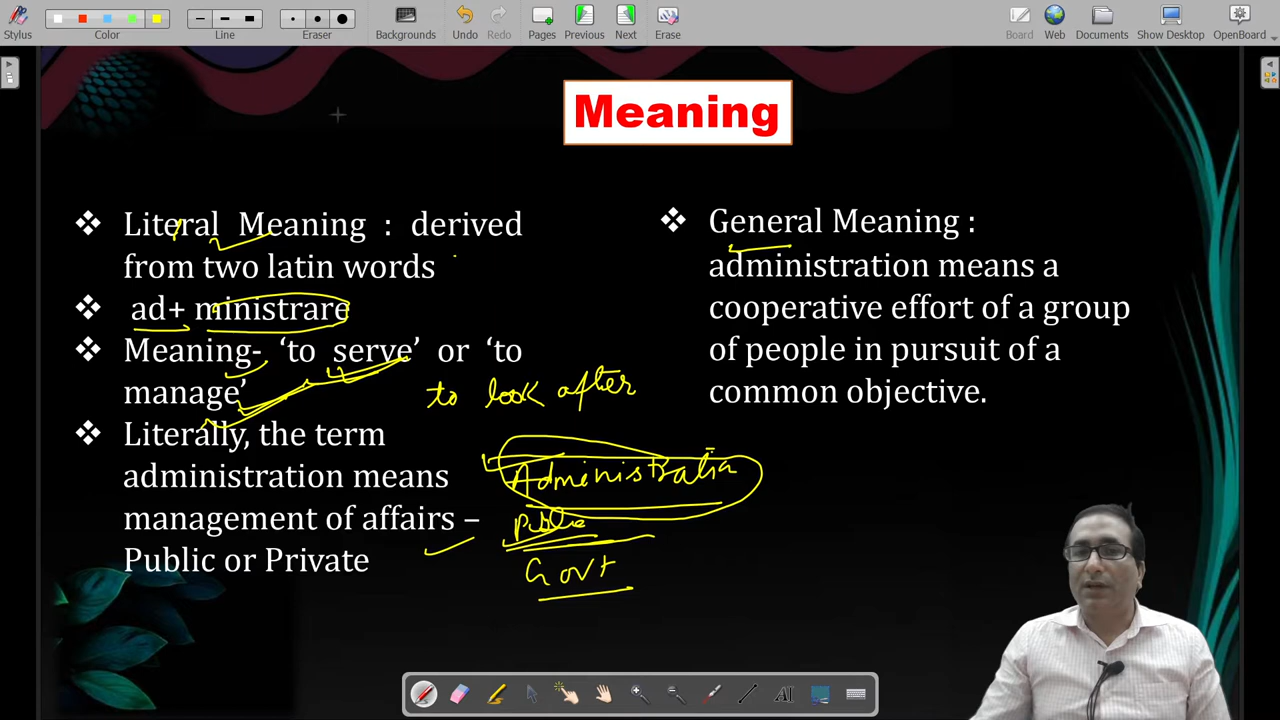 Stylus
Color
Line
Eraser
Backgrounds
Undo
Redo
Pages
Previous
Next
Erase
Board
Web
Documents
Show Desktop
OpenBoard
Meaning
❖ Literal Meaning : derived
from two latin words
❖ ad+ ministrare
❖ Meaning- ‘to serve’ or ‘to
manage’
to look after
❖ Literally, the term
administration means
management of affairs –
Public or Private
Administration
Public
Govt
❖ General Meaning :
administration means a
cooperative effort of a group
of people in pursuit of a
common objective.
AI